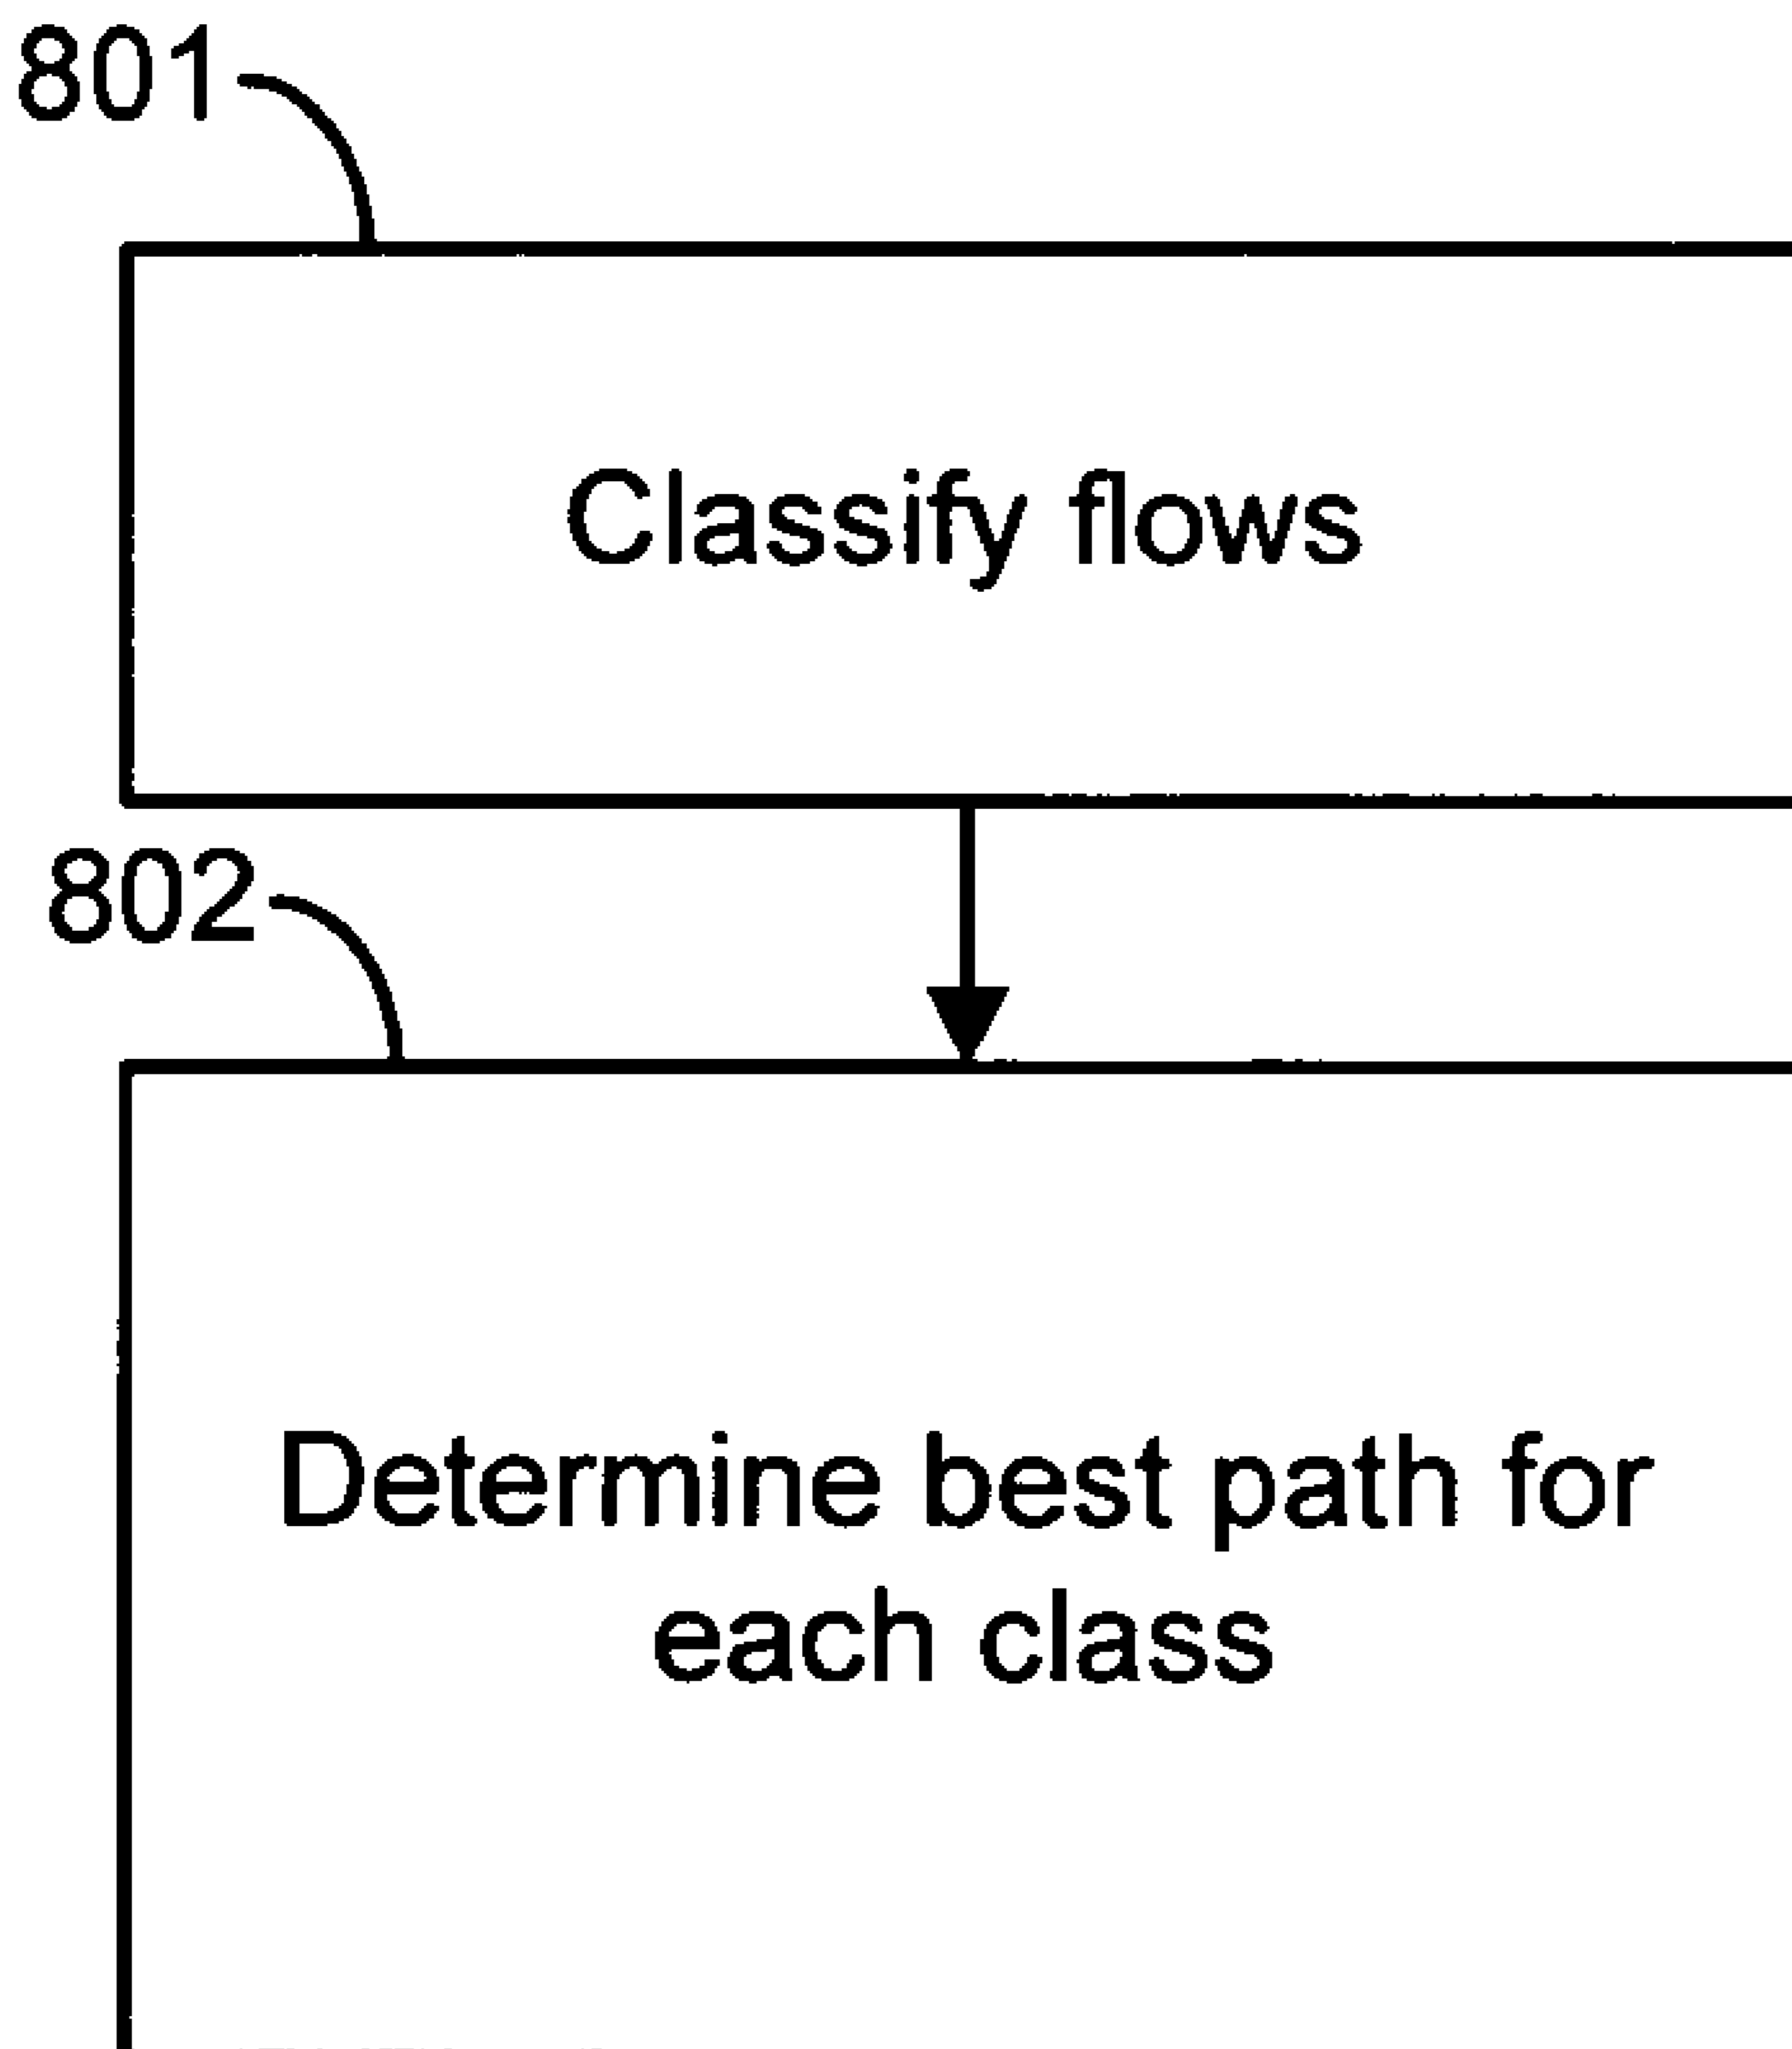 801
Classify flows
802
Determine best path for
each class